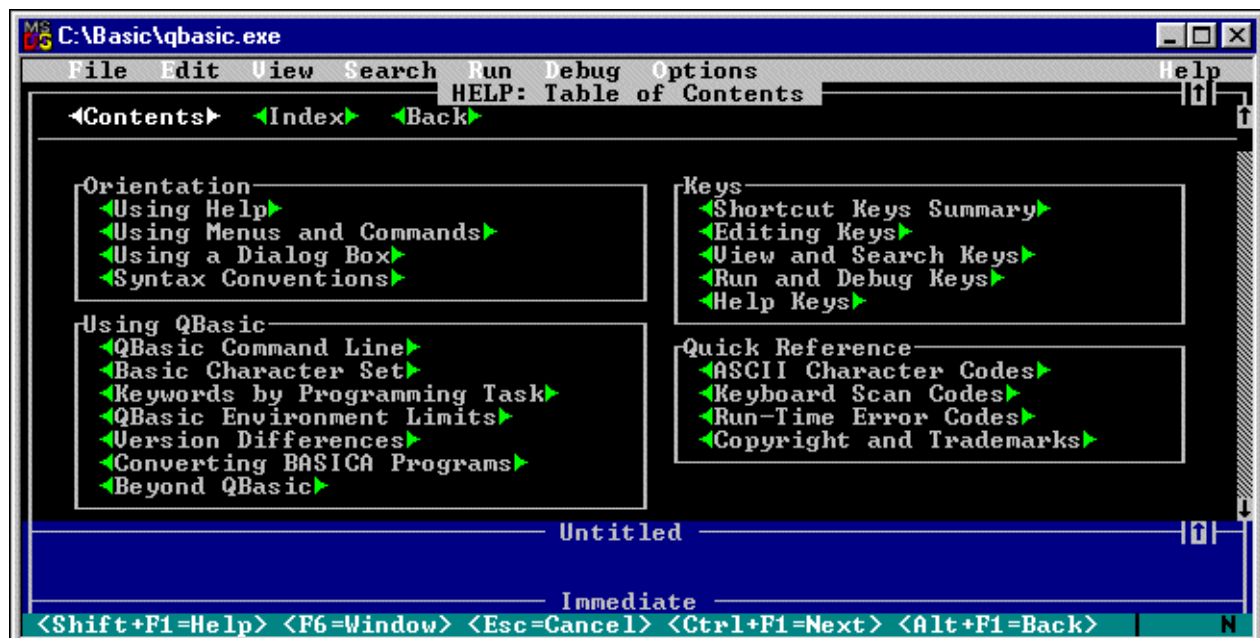 MS DOS C:\Basic\qbasic.exe
File Edit View Search Run Debug Options Help
HELP: Table of Contents
Contents Index Back
Orientation
Using Help
Using Menus and Commands
Using a Dialog Box
Syntax Conventions
Using QBasic
QBasic Command Line
Basic Character Set
Keywords by Programming Task
QBasic Environment Limits
Version Differences
Converting BASICA Programs
Beyond QBasic
Keys
Shortcut Keys Summary
Editing Keys
View and Search Keys
Run and Debug Keys
Help Keys
Quick Reference
ASCII Character Codes
Keyboard Scan Codes
Run-Time Error Codes
Copyright and Trademarks
Untitled
Immediate
<Shift+F1=Help> <F6=Window> <Esc=Cancel> <Ctrl+F1=Next> <Alt+F1=Back> N